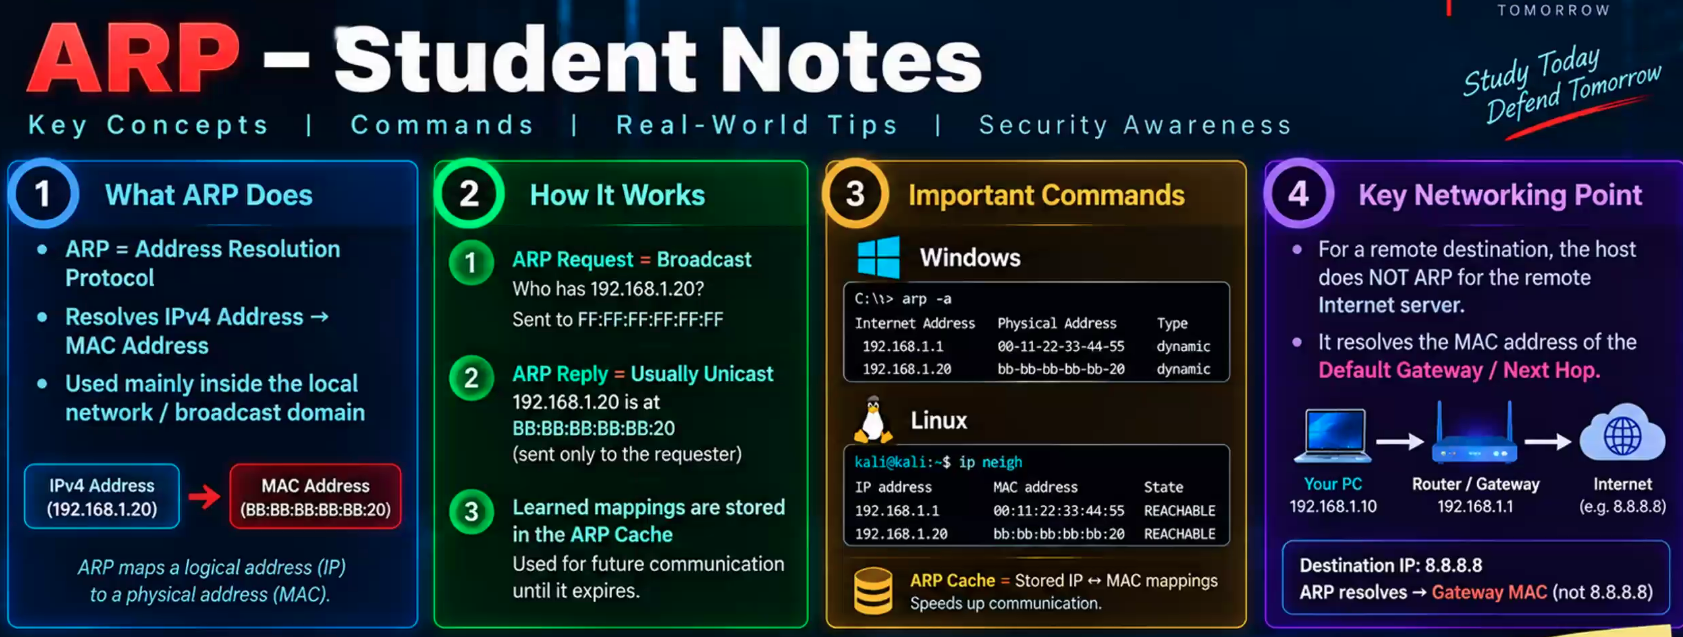 TOMORROW
ARP – Student Notes
Study Today
Defend Tomorrow
Key Concepts | Commands | Real-World Tips | Security Awareness
1 What ARP Does
• ARP = Address Resolution
Protocol
• Resolves IPv4 Address →
MAC Address
• Used mainly inside the local
network / broadcast domain
IPv4 Address
(192.168.1.20)
→
MAC Address
(BB:BB:BB:BB:BB:20)
ARP maps a logical address (IP)
to a physical address (MAC).
2 How It Works
1 ARP Request = Broadcast
Who has 192.168.1.20?
Sent to FF:FF:FF:FF:FF:FF
2 ARP Reply = Usually Unicast
192.168.1.20 is at
BB:BB:BB:BB:BB:20
(sent only to the requester)
3 Learned mappings are stored
in the ARP Cache
Used for future communication
until it expires.
3 Important Commands
Windows
C:\> arp -a
Internet Address Physical Address Type
192.168.1.1 00-11-22-33-44-55 dynamic
192.168.1.20 bb-bb-bb-bb-bb-20 dynamic
Linux
kali@kali:~$ ip neigh
IP address MAC address State
192.168.1.1 00:11:22:33:44:55 REACHABLE
192.168.1.20 bb:bb:bb:bb:bb:20 REACHABLE
ARP Cache = Stored IP ↔ MAC mappings
Speeds up communication.
4 Key Networking Point
• For a remote destination, the host
does NOT ARP for the remote
Internet server.
• It resolves the MAC address of the
Default Gateway / Next Hop.
Your PC
192.168.1.10
Router / Gateway
192.168.1.1
Internet
(e.g. 8.8.8.8)
Destination IP: 8.8.8.8
ARP resolves → Gateway MAC (not 8.8.8.8)